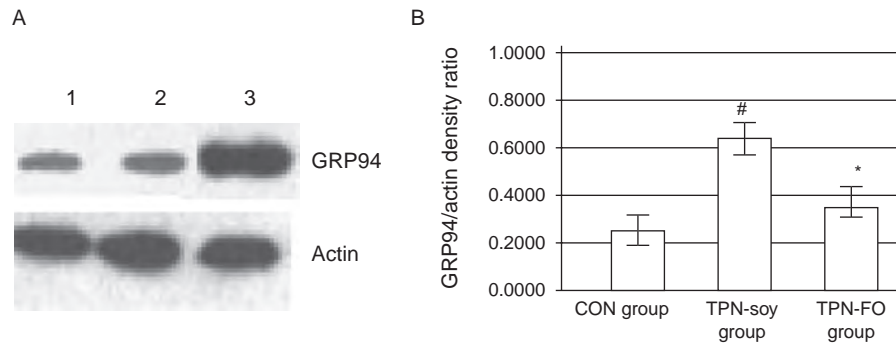 A
1 2 3
GRP94
Actin
B
GRP94/actin density ratio
1.0000
0.8000
0.6000
0.4000
0.2000
0.0000
#
*
CON group
TPN-soy
group
TPN-FO
group